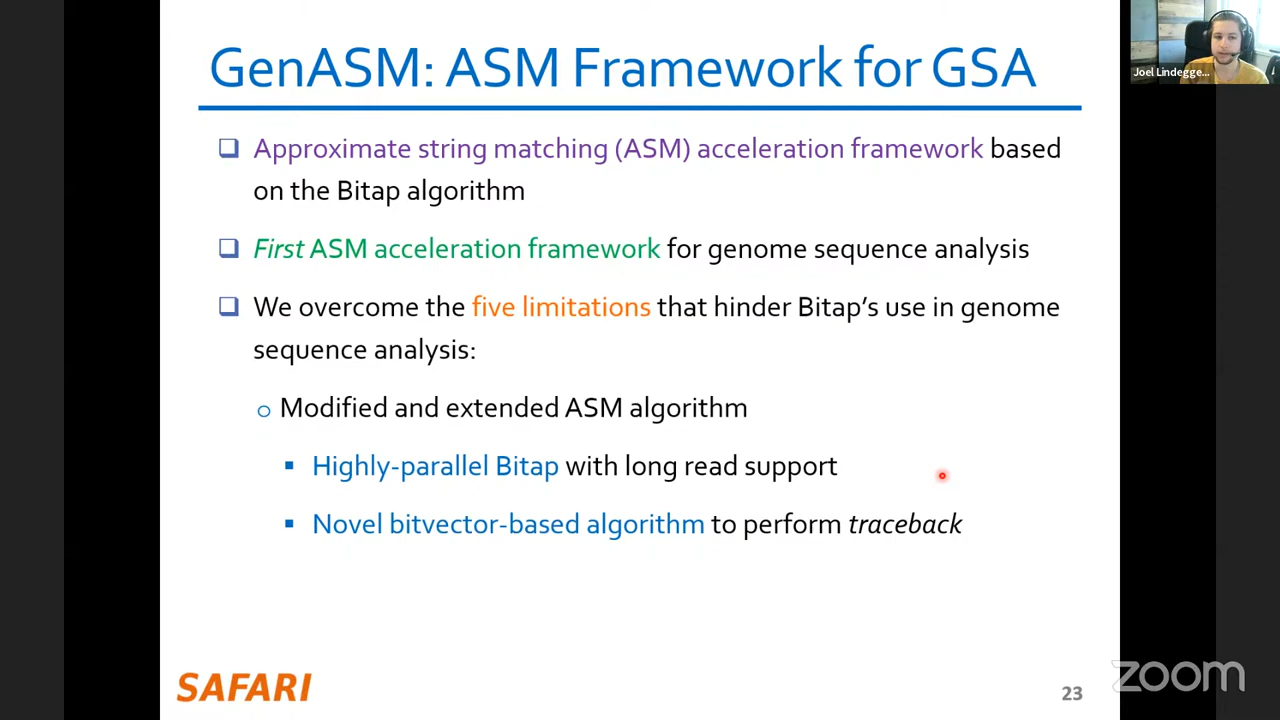 GenASM: ASM Framework for GSA
Joel Lindegge...
❑ Approximate string matching (ASM) acceleration framework based
on the Bitap algorithm
❑ First ASM acceleration framework for genome sequence analysis
❑ We overcome the five limitations that hinder Bitap's use in genome
sequence analysis:
o Modified and extended ASM algorithm
▪ Highly-parallel Bitap with long read support
▪ Novel bitvector-based algorithm to perform traceback
SAFARI
23
zoom